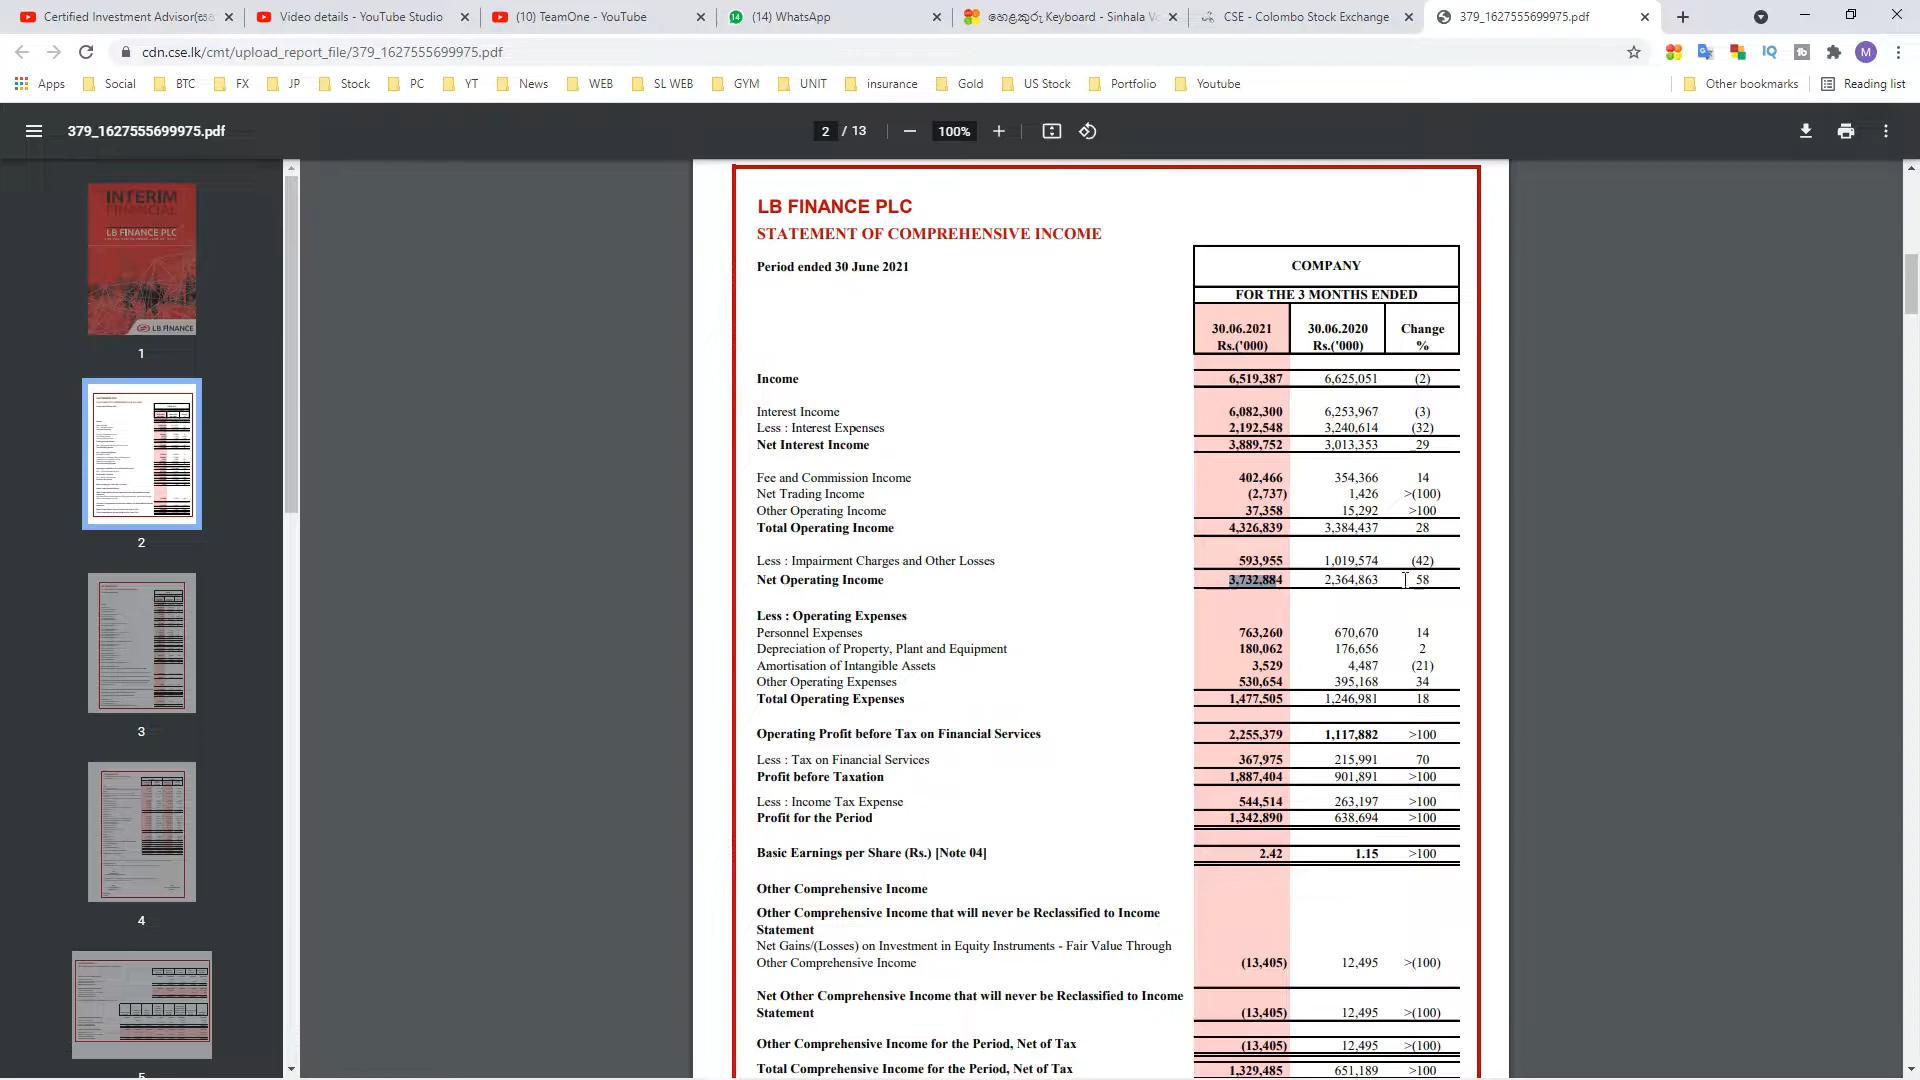 Certified Investment Advisor(සහ
Video details - YouTube Studio
(10) TeamOne - YouTube
(14) WhatsApp
හෙළකුරු Keyboard - Sinhala Vo
CSE - Colombo Stock Exchange
379_1627555699975.pdf
cdn.cse.lk/cmt/upload_report_file/379_1627555699975.pdf
Apps Social BTC FX JP Stock PC YT News WEB SL WEB GYM UNIT insurance Gold US Stock Portfolio Youtube Other bookmarks Reading list
379_1627555699975.pdf 2 / 13 100%
INTERIM
FINANCIAL
LB FINANCE PLC
LB FINANCE
1
2
3
4
5
LB FINANCE PLC
STATEMENT OF COMPREHENSIVE INCOME
Period ended 30 June 2021
COMPANY
FOR THE 3 MONTHS ENDED
30.06.2021 30.06.2020 Change
Rs.('000) Rs.('000) %
Income 6,519,387 6,625,051 (2)
Interest Income 6,082,300 6,253,967 (3)
Less : Interest Expenses 2,192,548 3,240,614 (32)
Net Interest Income 3,889,752 3,013,353 29
Fee and Commission Income 402,466 354,366 14
Net Trading Income (2,737) 1,426 >(100)
Other Operating Income 37,358 15,292 >100
Total Operating Income 4,326,839 3,384,437 28
Less : Impairment Charges and Other Losses 593,955 1,019,574 (42)
Net Operating Income 3,732,884 2,364,863 58
Less : Operating Expenses
Personnel Expenses 763,260 670,670 14
Depreciation of Property, Plant and Equipment 180,062 176,656 2
Amortisation of Intangible Assets 3,529 4,487 (21)
Other Operating Expenses 530,654 395,168 34
Total Operating Expenses 1,477,505 1,246,981 18
Operating Profit before Tax on Financial Services 2,255,379 1,117,882 >100
Less : Tax on Financial Services 367,975 215,991 70
Profit before Taxation 1,887,404 901,891 >100
Less : Income Tax Expense 544,514 263,197 >100
Profit for the Period 1,342,890 638,694 >100
Basic Earnings per Share (Rs.) [Note 04] 2.42 1.15 >100
Other Comprehensive Income
Other Comprehensive Income that will never be Reclassified to Income
Statement
Net Gains/(Losses) on Investment in Equity Instruments - Fair Value Through
Other Comprehensive Income (13,405) 12,495 >(100)
Net Other Comprehensive Income that will never be Reclassified to Income
Statement (13,405) 12,495 >(100)
Other Comprehensive Income for the Period, Net of Tax (13,405) 12,495 >(100)
Total Comprehensive Income for the Period, Net of Tax 1,329,485 651,189 >100